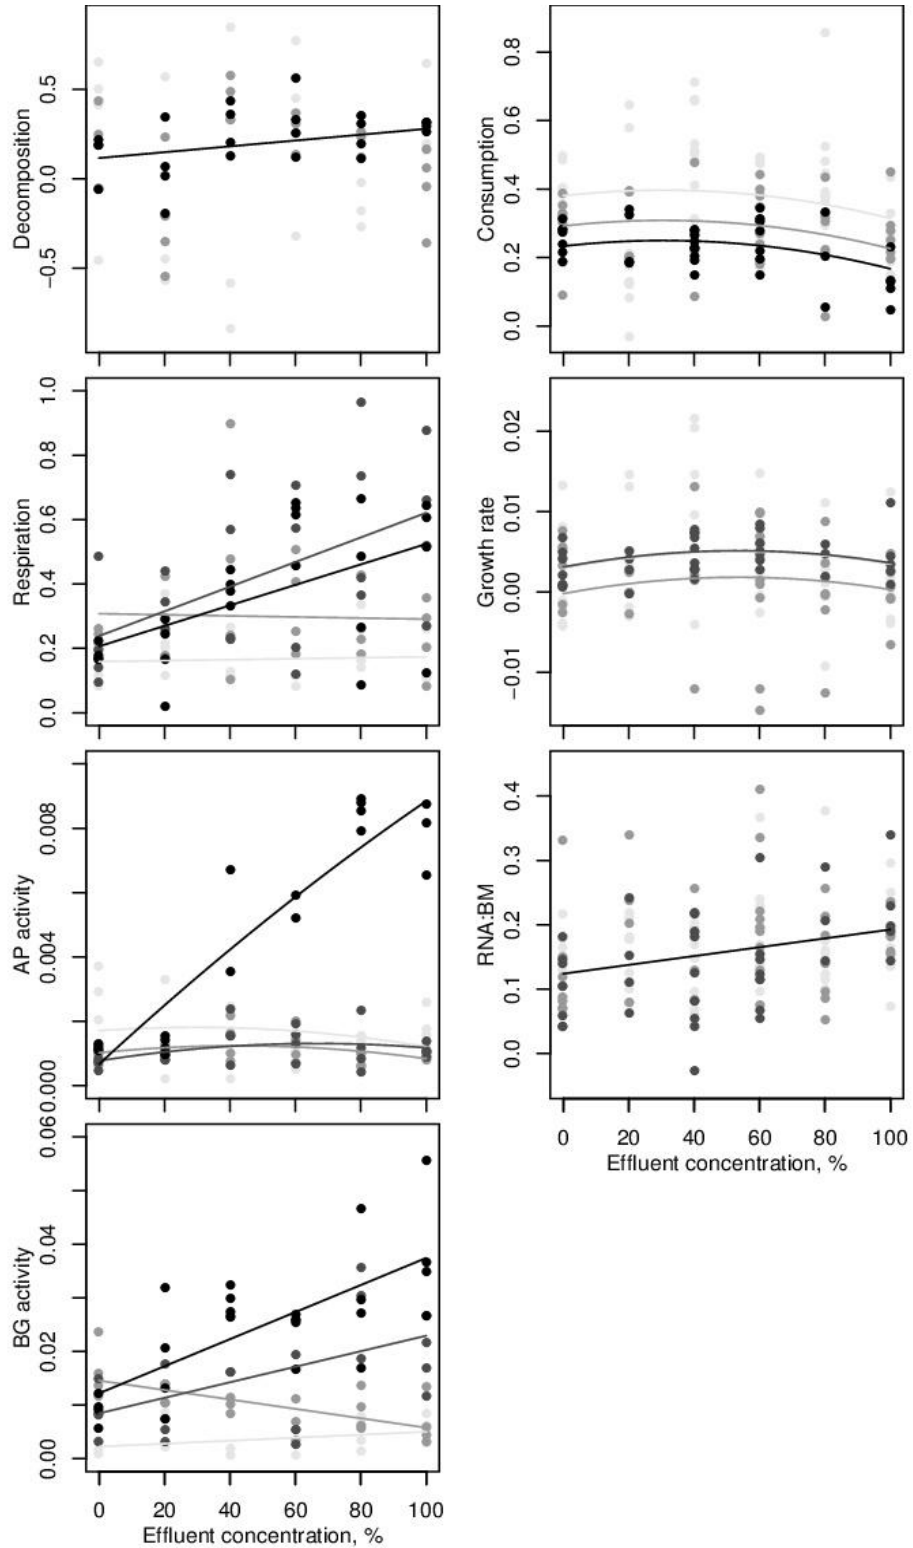 Decomposition
0.5
0.0
−0.5
Consumption
0.8
0.6
0.4
0.2
0.0
Respiration
1.0
0.8
0.6
0.4
0.2
0.0
Growth rate
0.02
0.01
0.00
−0.01
AP activity
0.008
0.004
0.000
RNA:BM
0.4
0.3
0.2
0.1
0.0
0 20 40 60 80 100
Effluent concentration, %
BG activity
0.06
0.04
0.02
0.00
0 20 40 60 80 100
Effluent concentration, %